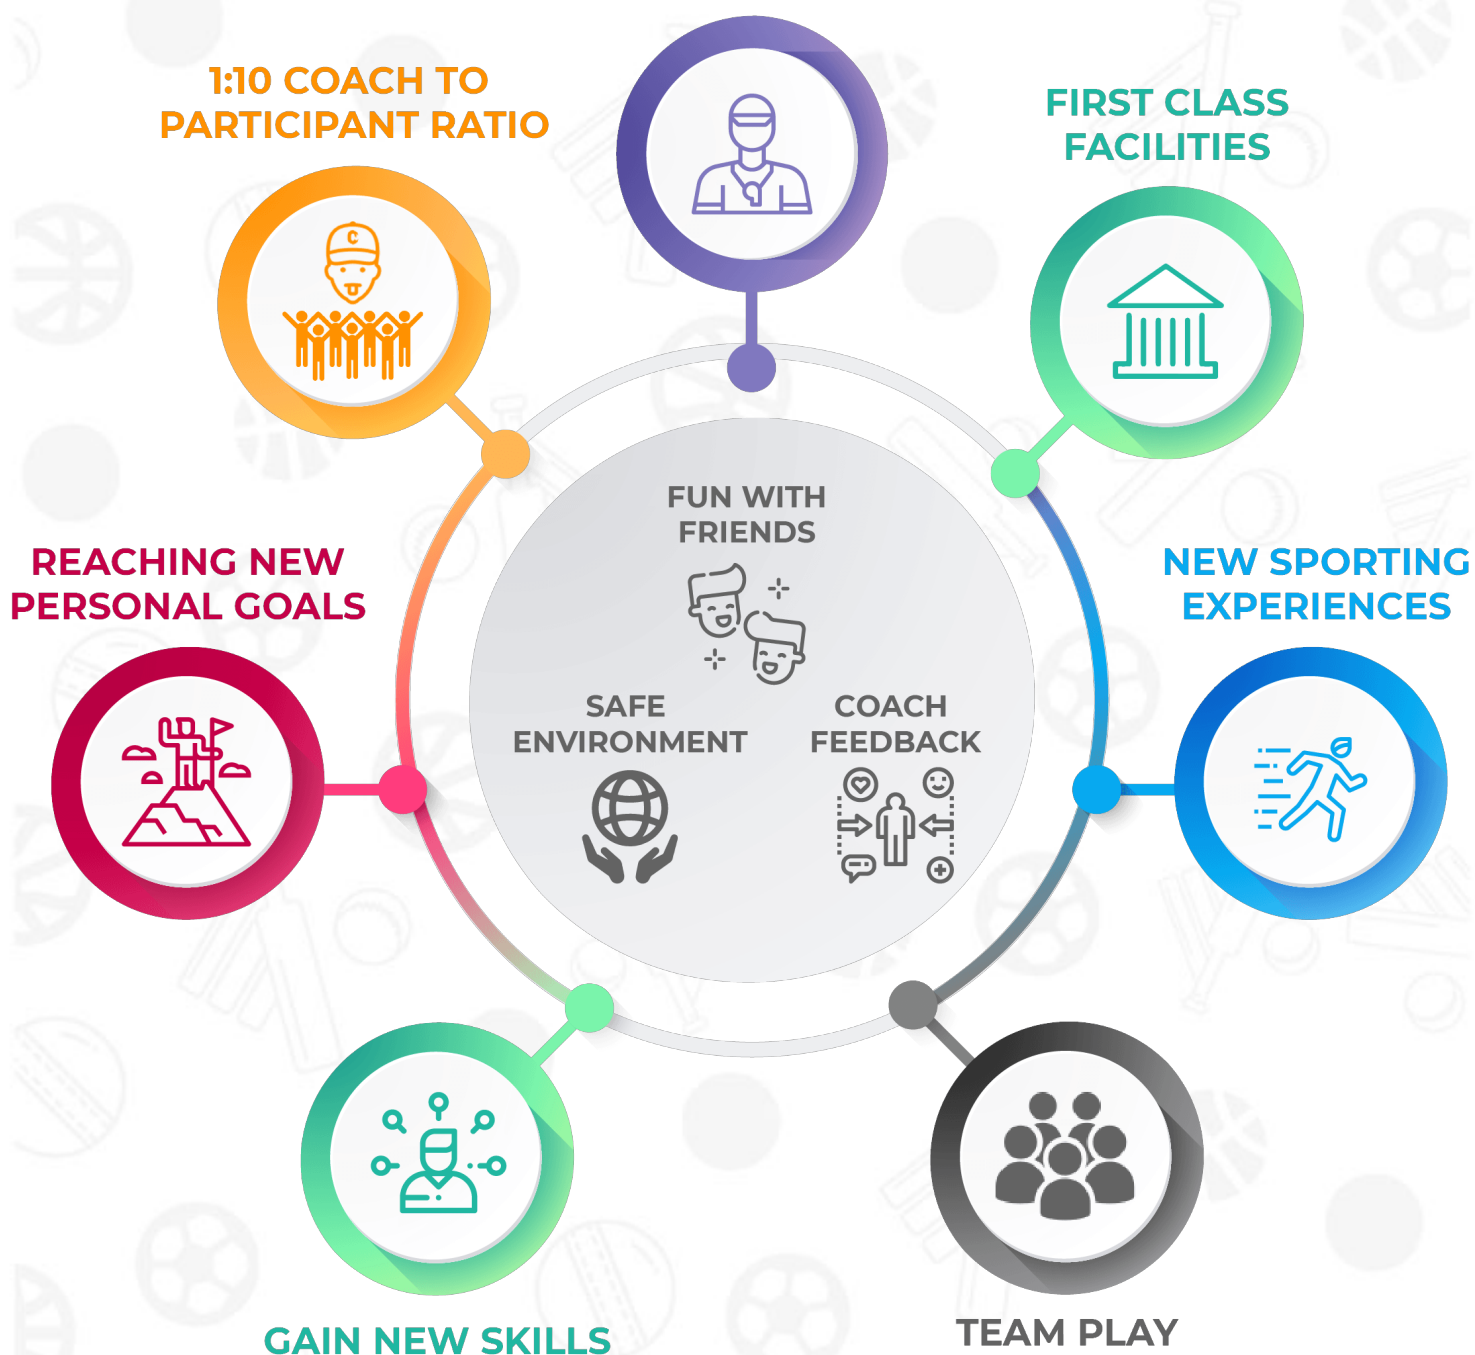 1:10 COACH TO
PARTICIPANT RATIO
FIRST CLASS
FACILITIES
FUN WITH
FRIENDS
REACHING NEW
PERSONAL GOALS
NEW SPORTING
EXPERIENCES
SAFE
ENVIRONMENT
COACH
FEEDBACK
GAIN NEW SKILLS
TEAM PLAY
C